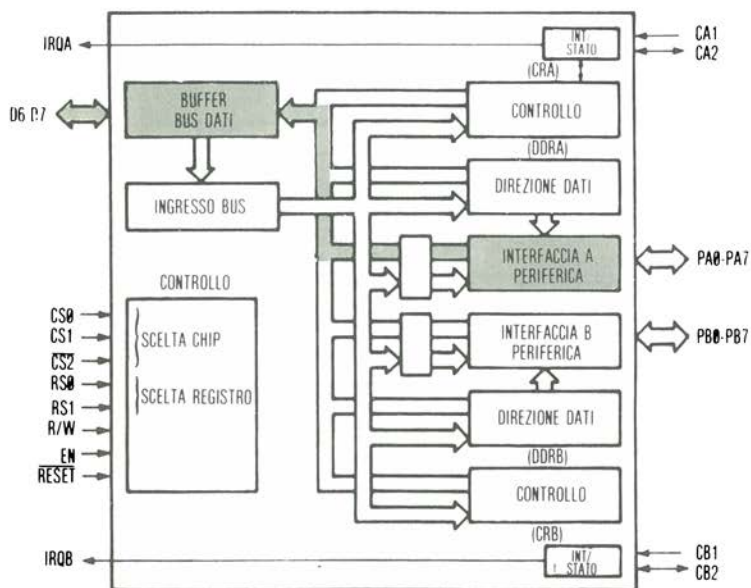 IRQA
INT/
STATO
CA1
CA2
(CRA)
D6 D7
BUFFER
BUS DATI
CONTROLLO
(DDRA)
INGRESSO BUS
DIREZIONE DATI
INTERFACCIA A
PERIFERICA
PA0-PA7
CONTROLLO
CS0
CS1
CS2
RS0
RS1
R/W
EN
RESET
SCELTA CHIP
SCELTA REGISTRO
INTERFACCIA B
PERIFERICA
PB0-PB7
DIREZIONE DATI
(DDRB)
CONTROLLO
(CRB)
IRQB
INT/
STATO
CB1
CB2